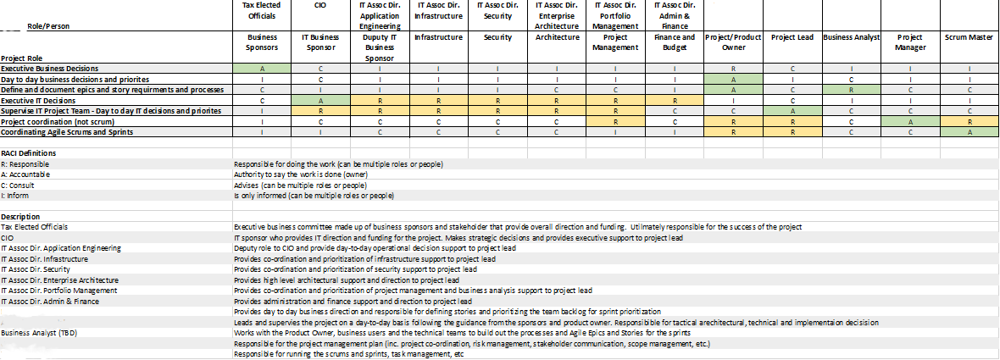 Role/Person Tax Elected Officials CIO IT Assoc Dir. Application Engineering IT Assoc Dir. Infrastructure IT Assoc Dir. Security IT Assoc Dir. Enterprise Architecture IT Assoc Dir. Portfolio Management IT Assoc Dir. Admin & Finance
Project Role Business Sponsors IT Business Sponsor Duputy IT Business Sponsor Infrastructure Security Architecture Project Management Finance and Budget Project/Product Owner Project Lead Business Analyst Project Manager Scrum Master
Executive Business Decisions A C I I I I I I R C I I I
Day to day business decisions and priorites I C I I I I I I A I C I I
Define and document epics and story requirments and processes C I I I I C C I A C R C C
Executive IT Decisions C A R R R R R R I C I I I
Supervise IT Project Team - Day to day IT decisions and priorites I R R R R R R C C A C C C
Project coordination (not scrum) I C C C C C R C R R C A R
Coordinating Agile Scrums and Sprints I I C C C C I I R R C C A
RACI Definitions
R: Responsible Responsible for doing the work (can be multiple roles or people)
A: Accountable Authority to say the work is done (owner)
C: Consult Advises (can be multiple roles or people)
I: Inform Is only informed (can be multiple roles or people)
Description
Tax Elected Officials Executive business committee made up of business sponsors and stakeholder that provide overall direction and funding. Utilmately responsible for the success of the project
CIO IT sponsor who provides IT direction and funding for the project. Makes strategic decisions and provides executive support to project lead
IT Assoc Dir. Application Engineering Deputy role to CIO and provide day-to-day operational decision support to project lead
IT Assoc Dir. Infrastructure Provides co-ordination and prioritization of infrastructure support to project lead
IT Assoc Dir. Security Provides co-ordination and prioritization of security support to project lead
IT Assoc Dir. Enterprise Architecture Provides high level architectural support and direction to project lead
IT Assoc Dir. Portfolio Management Provides co-ordination and prioritization of project management and business analysis support to project lead
IT Assoc Dir. Admin & Finance Provides administration and finance support and direction to project lead
Provides day to day business direction and responsible for defining stories and prioritizing the team backlog for sprint prioritization
Leads and supervies the project on a day-to-day basis following the guidance from the sponsors and product owner. Responsible for tactical arechitectural, technical and implementaion decisision
Business Analyst (TBD) Works with the Product Owner, business users and the technical teams to build out the processes and Agile Epics and Stories for the sprints
Responsible for the project management plan (inc. project co-ordination, risk management, stakeholder communication, scope management, etc.)
Responsible for running the scrums and sprints, task management, etc